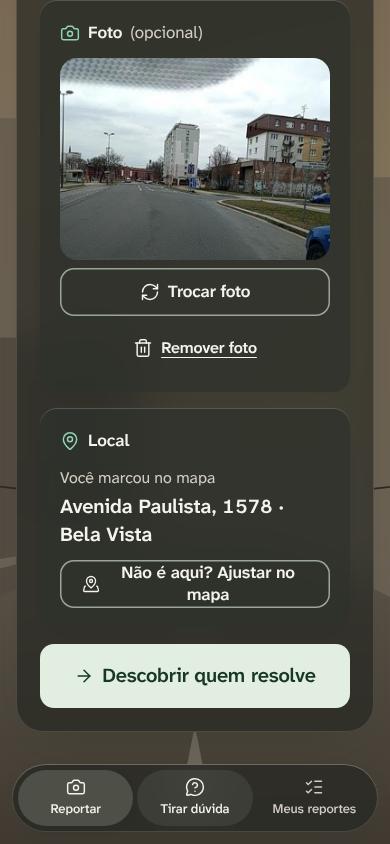 Foto (opcional)
Trocar foto
Remover foto
Local
Você marcou no mapa
Avenida Paulista, 1578 ·
Bela Vista
Não é aqui? Ajustar no
mapa
Descobrir quem resolve
Reportar
Tirar dúvida
Meus reportes